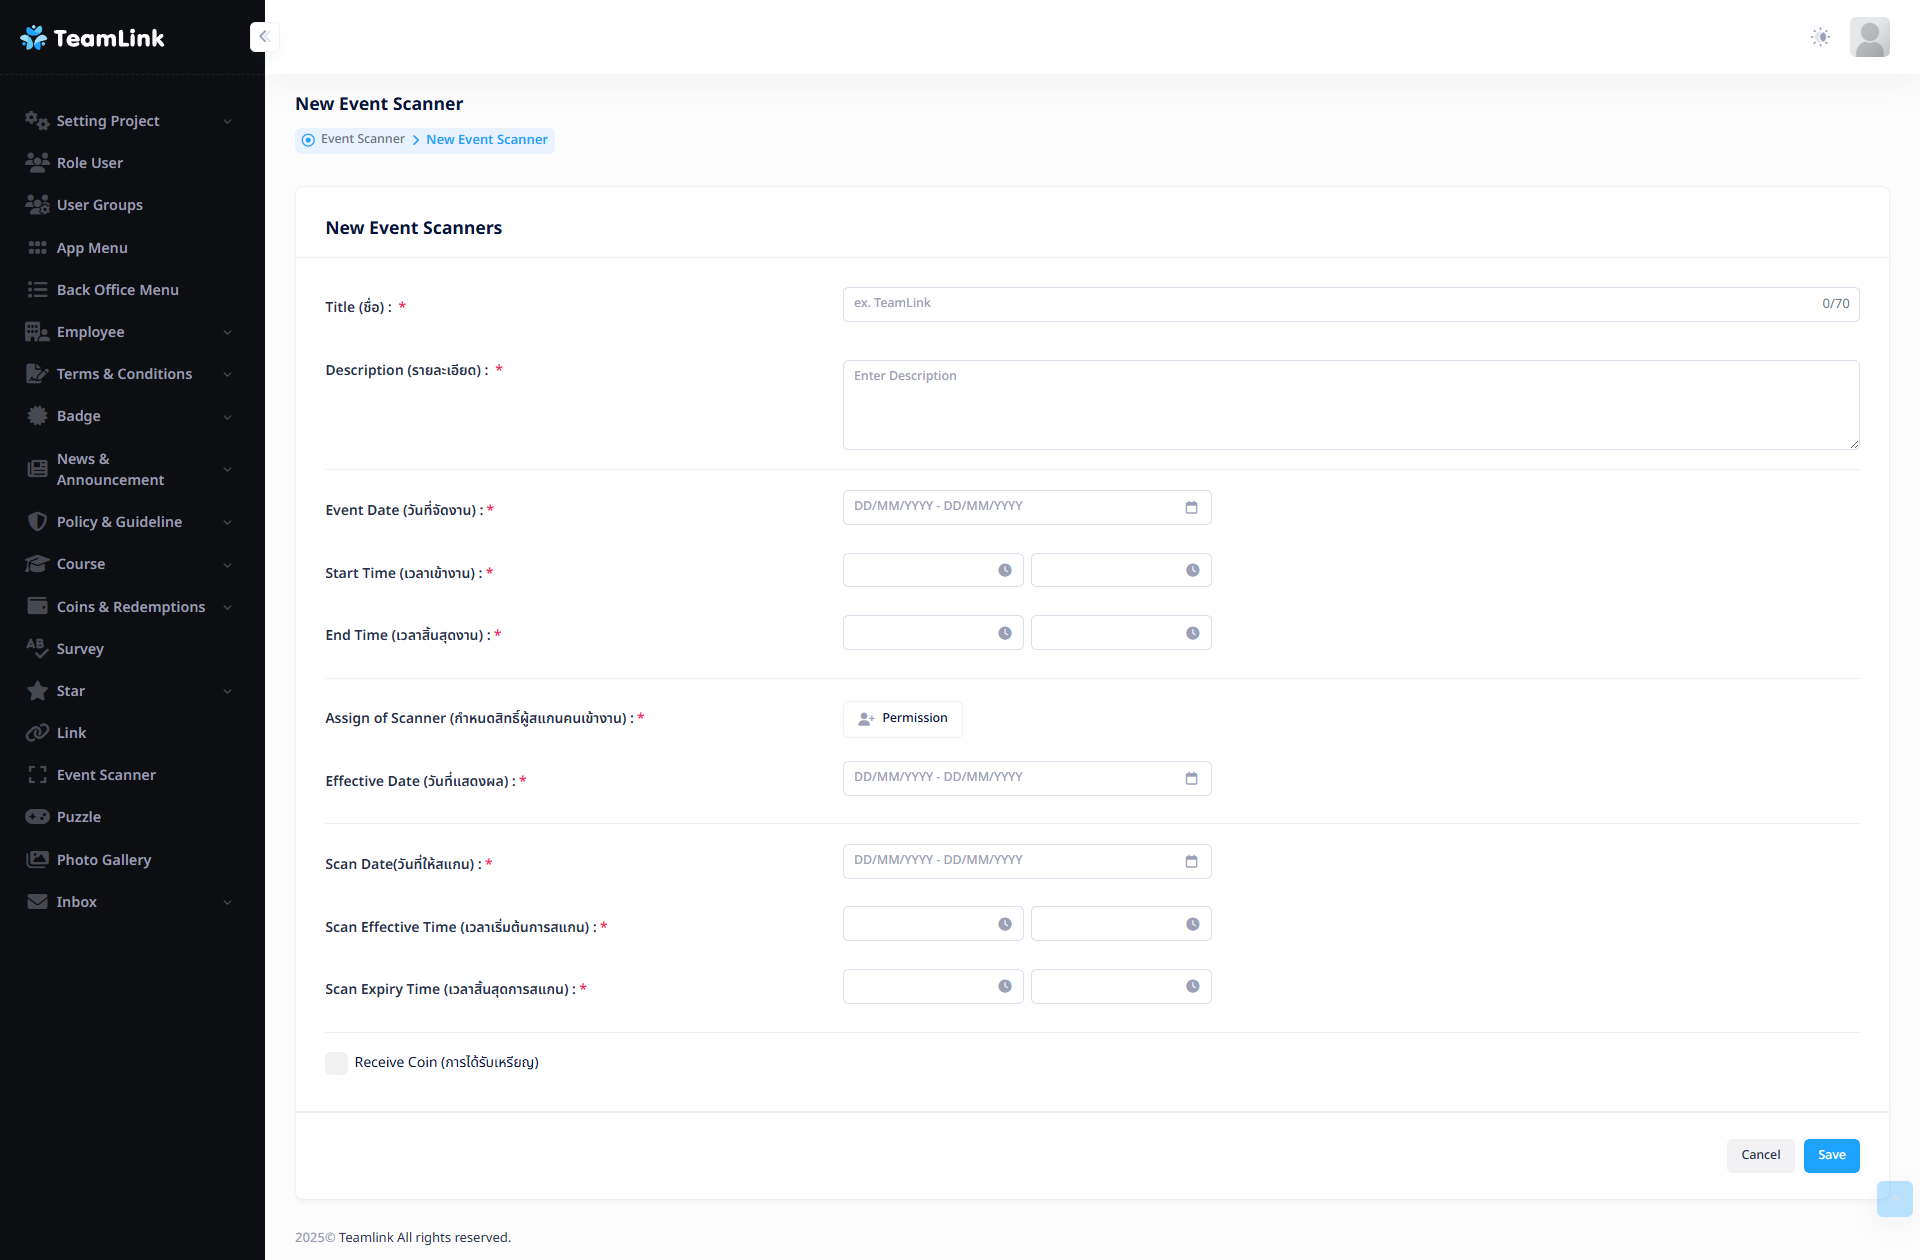 TeamLink
Setting Project
Role User
User Groups
App Menu
Back Office Menu
Employee
Terms & Conditions
Badge
News &
Announcement
Policy & Guideline
Course
Coins & Redemptions
Survey
Star
Link
Event Scanner
Puzzle
Photo Gallery
Inbox
New Event Scanner
Event Scanner New Event Scanner
New Event Scanners
Title (ชื่อ) : *
ex. TeamLink 0/70
Description (รายละเอียด) : *
Enter Description
Event Date (วันที่จัดงาน) : *
DD/MM/YYYY - DD/MM/YYYY
Start Time (เวลาเข้างาน) : *
End Time (เวลาสิ้นสุดงาน) : *
Assign of Scanner (กำหนดสิทธิ์ผู้สแกนคนเข้างาน) : *
Permission
Effective Date (วันที่แสดงผล) : *
DD/MM/YYYY - DD/MM/YYYY
Scan Date(วันที่ให้สแกน) : *
DD/MM/YYYY - DD/MM/YYYY
Scan Effective Time (เวลาเริ่มต้นการสแกน) : *
Scan Expiry Time (เวลาสิ้นสุดการสแกน) : *
Receive Coin (การได้รับเหรียญ)
Cancel Save
2025© Teamlink All rights reserved.